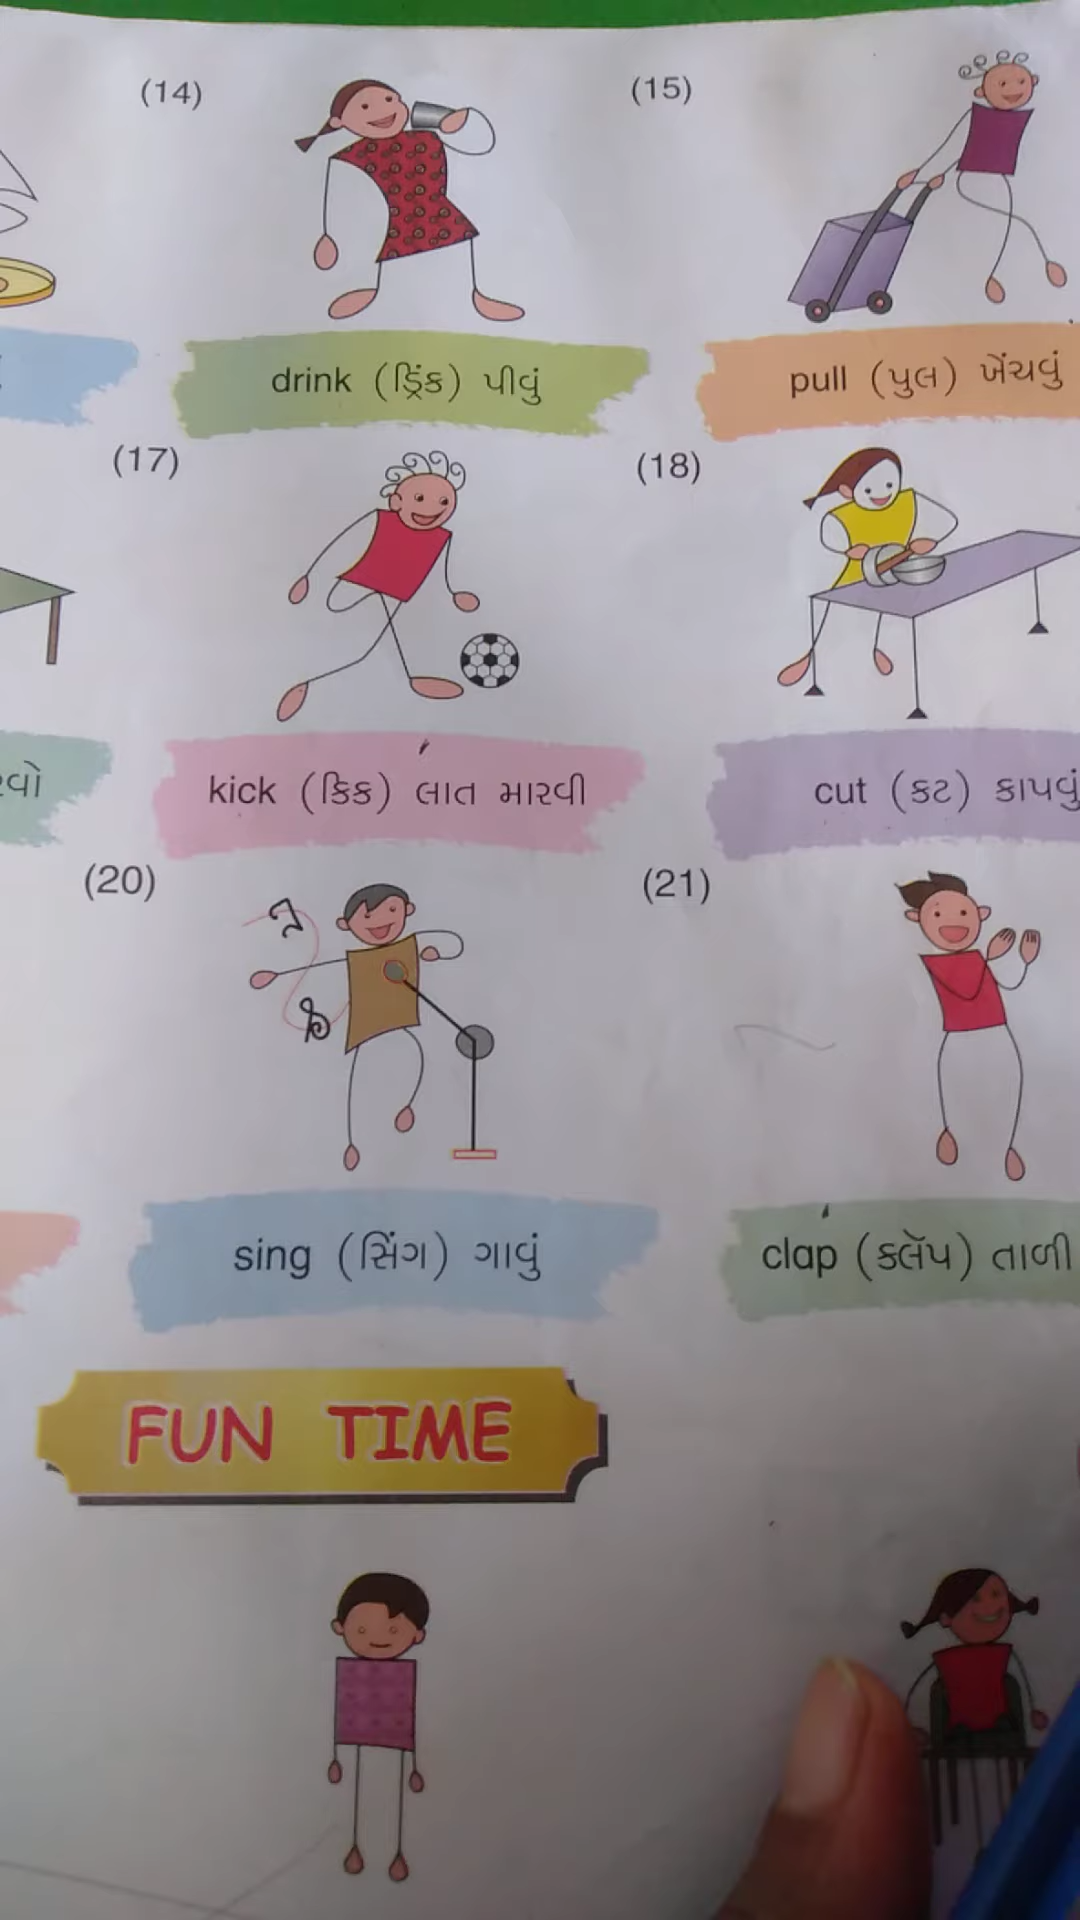 (14)
(15)
drink (ડ્રિંક) પીવું
pull (પુલ) ખેંચવું
(17)
(18)
kick (કિક) લાત મારવી
cut (કટ) કાપવું
(20)
(21)
sing (સિંગ) ગાવું
clap (ક્લૅપ) તાળી
FUN TIME